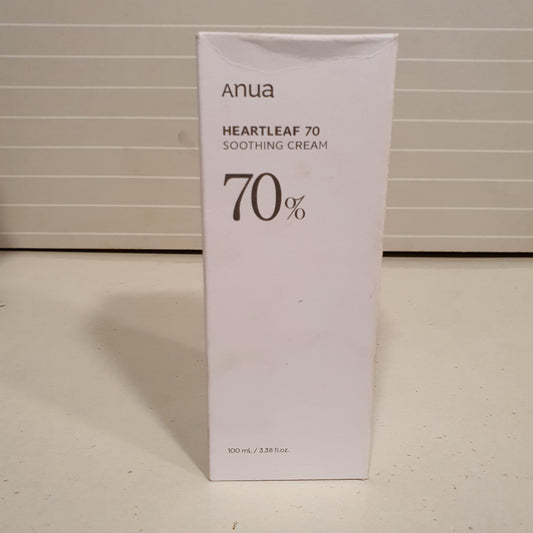 Anua
HEARTLEAF 70
SOOTHING CREAM
70%
100 mL / 3.38 fl.oz.